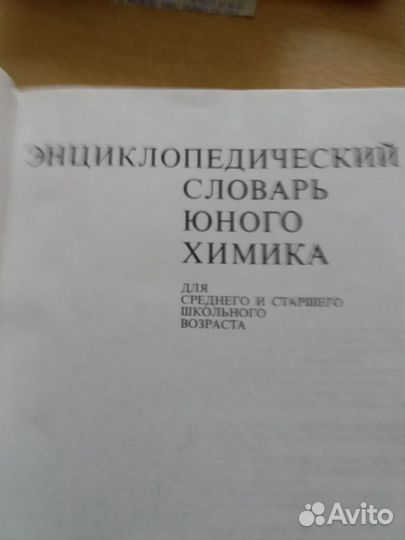 ЭНЦИКЛОПЕДИЧЕСКИЙ
СЛОВАРЬ
ЮНОГО
ХИМИКА
ДЛЯ
СРЕДНЕГО И СТАРШЕГО
ШКОЛЬНОГО
ВОЗРАСТА
Avito